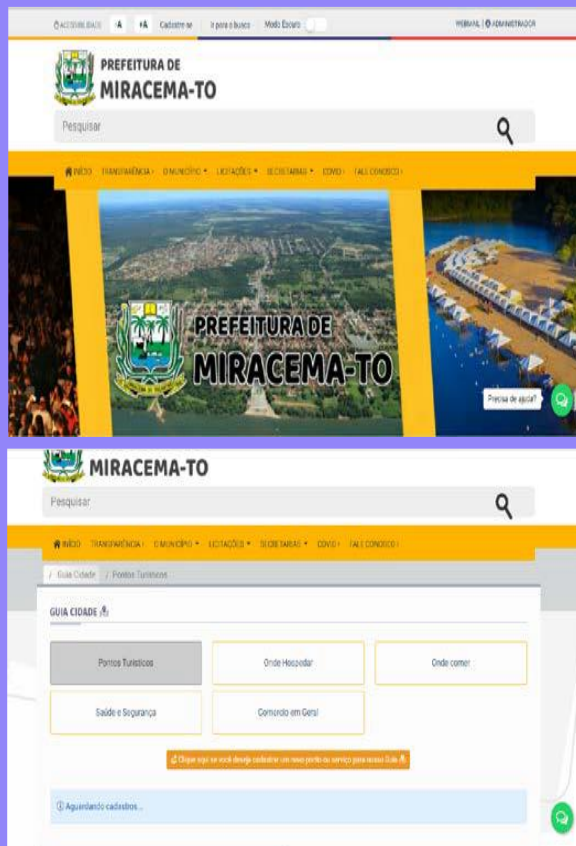 ACESSIBILIDADE -A +A Cadastre-se Ir para a busca Modo Escuro WEBMAIL | ADMINISTRADOR
PREFEITURA DE
MIRACEMA-TO
Pesquisar
INÍCIO TRANSPARÊNCIA O MUNICÍPIO LICITAÇÕES SECRETARIAS COVID FALE CONOSCO
PREFEITURA DE
MIRACEMA-TO
Precisa de ajuda?
MIRACEMA-TO
Pesquisar
INÍCIO TRANSPARÊNCIA O MUNICÍPIO LICITAÇÕES SECRETARIAS COVID FALE CONOSCO
/ Guia Cidade / Pontos Turísticos
GUIA CIDADE
Pontos Turísticos Onde Hospedar Onde comer
Saúde e Segurança Comercio em Geral
Clique aqui se você deseja cadastrar um novo ponto ou serviço para nosso Guia
Aguardando cadastros...